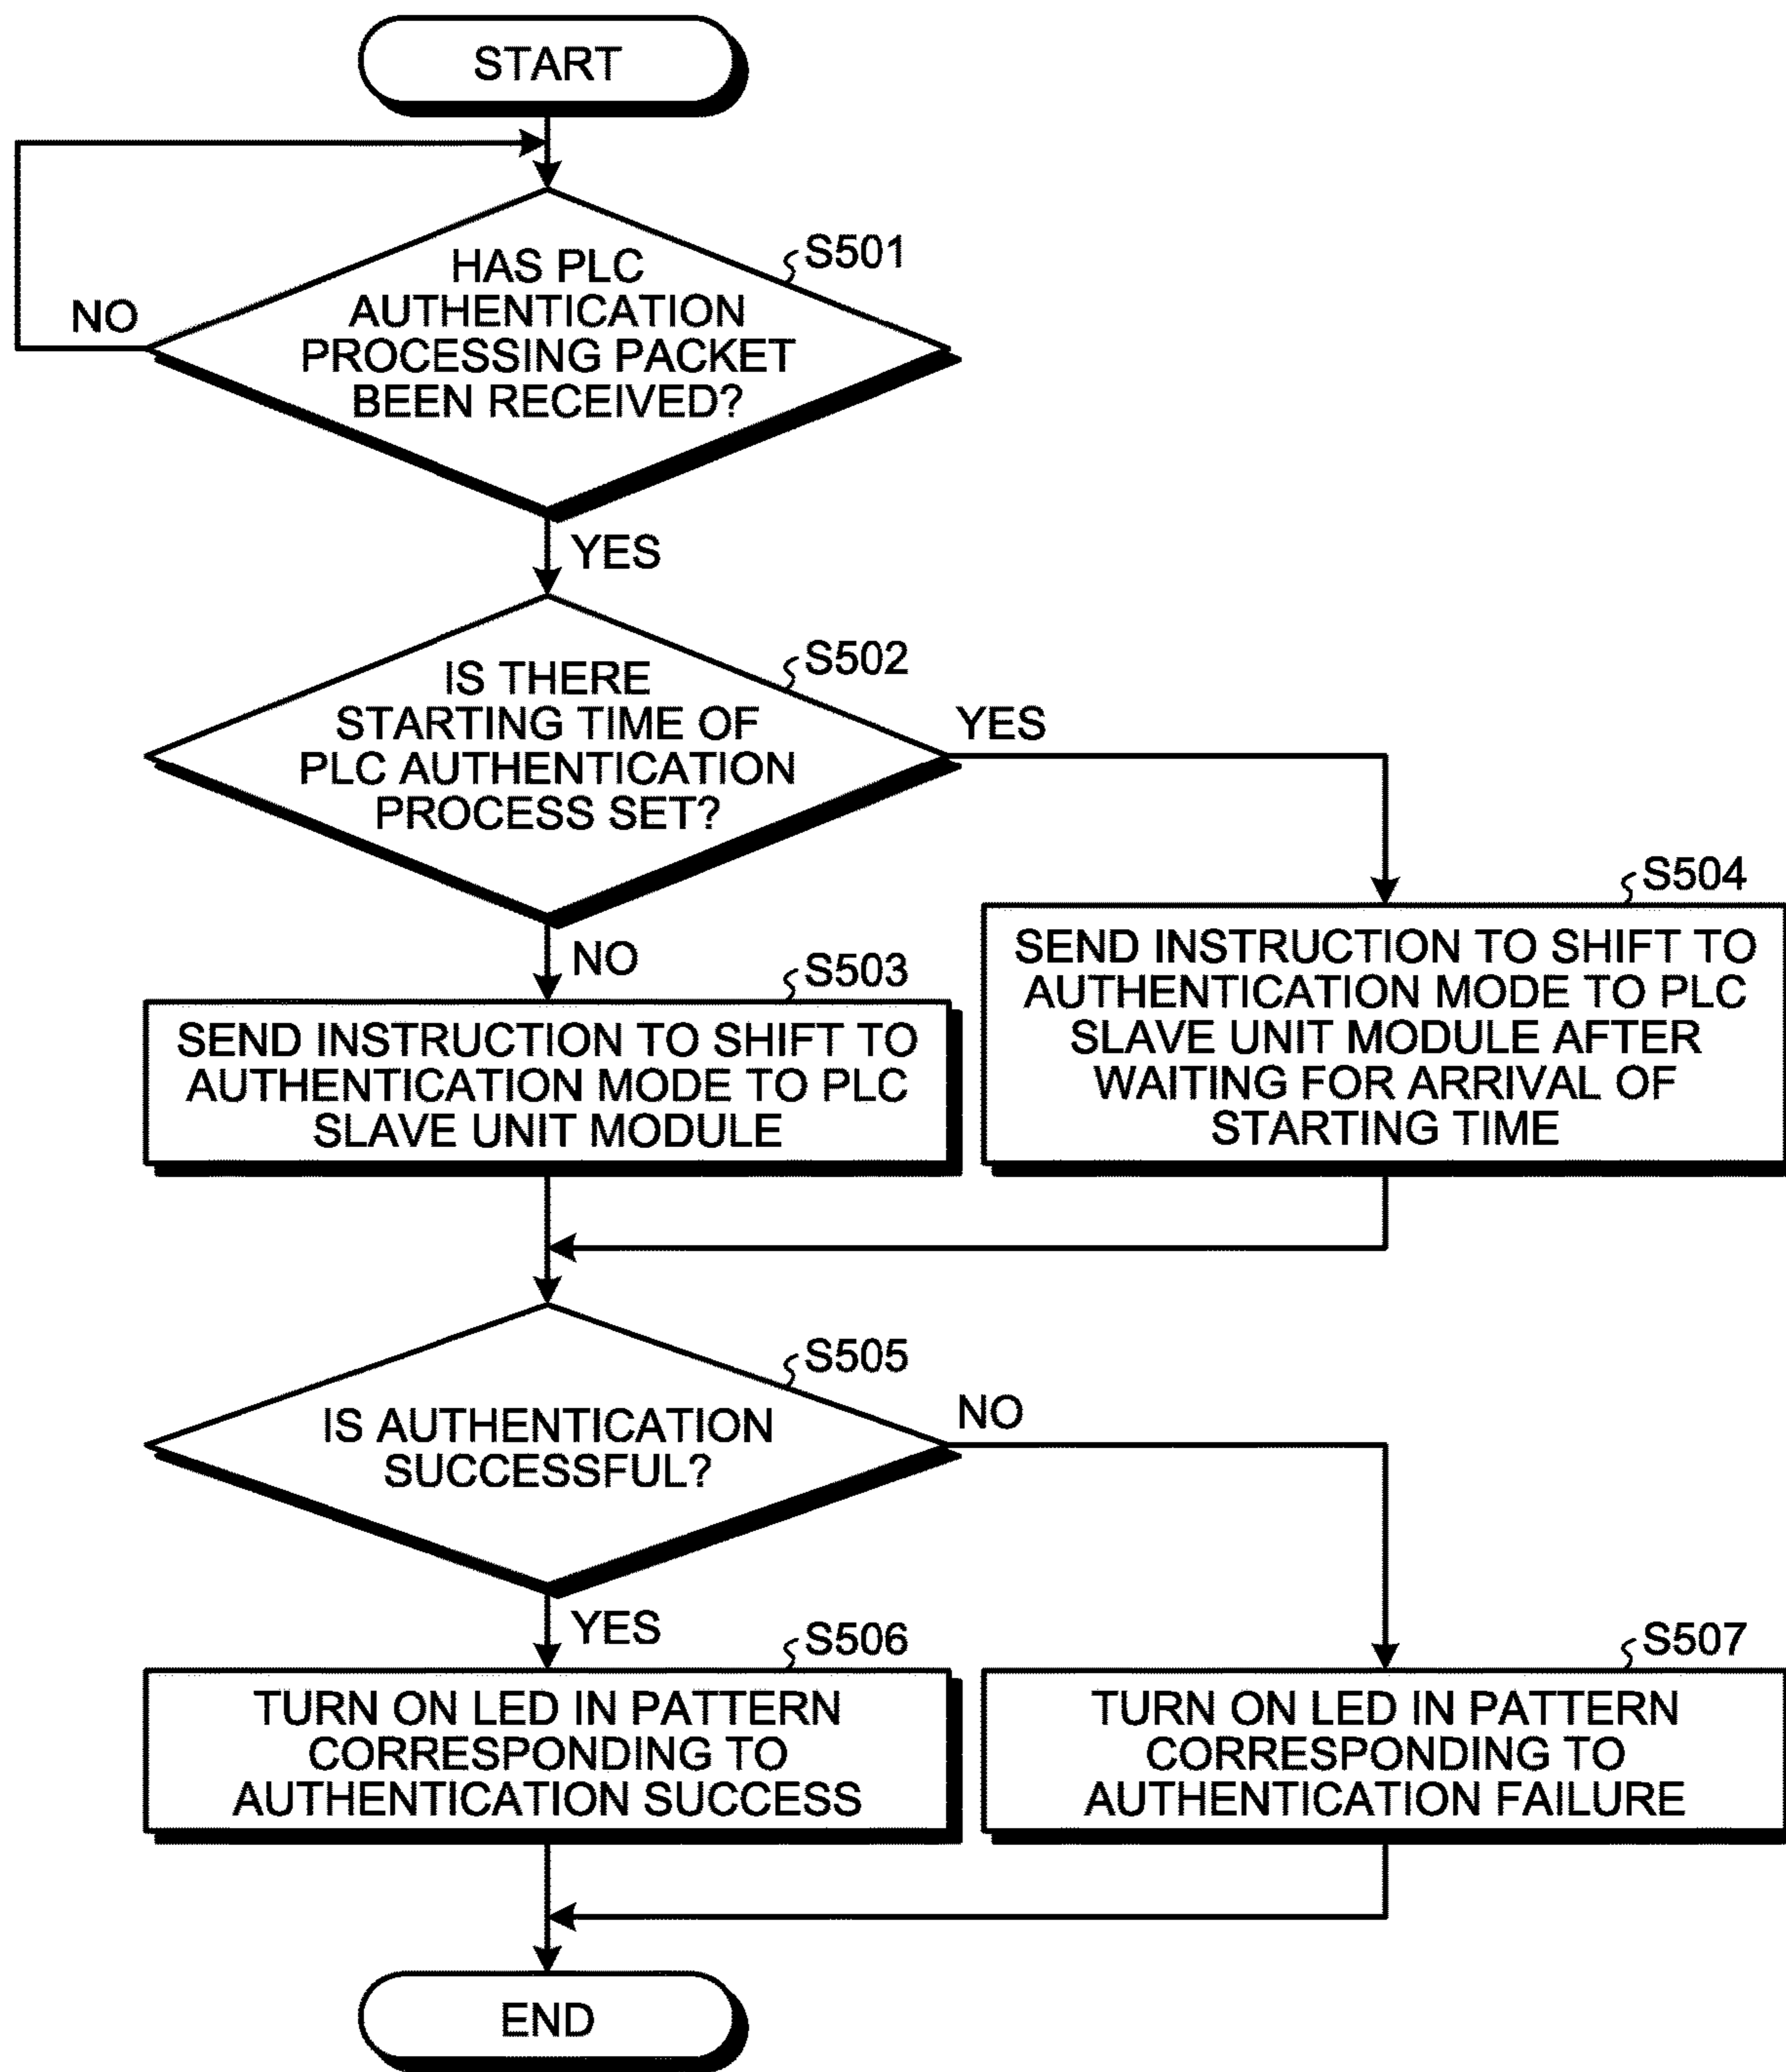 START
S501
HAS PLC
AUTHENTICATION
PROCESSING PACKET
BEEN RECEIVED?
NO
YES
S502
IS THERE
STARTING TIME OF
PLC AUTHENTICATION
PROCESS SET?
YES
NO
S503
SEND INSTRUCTION TO SHIFT TO
AUTHENTICATION MODE TO PLC
SLAVE UNIT MODULE
S504
SEND INSTRUCTION TO SHIFT TO
AUTHENTICATION MODE TO PLC
SLAVE UNIT MODULE AFTER
WAITING FOR ARRIVAL OF
STARTING TIME
S505
IS AUTHENTICATION
SUCCESSFUL?
NO
YES
S506
TURN ON LED IN PATTERN
CORRESPONDING TO
AUTHENTICATION SUCCESS
S507
TURN ON LED IN PATTERN
CORRESPONDING TO
AUTHENTICATION FAILURE
END